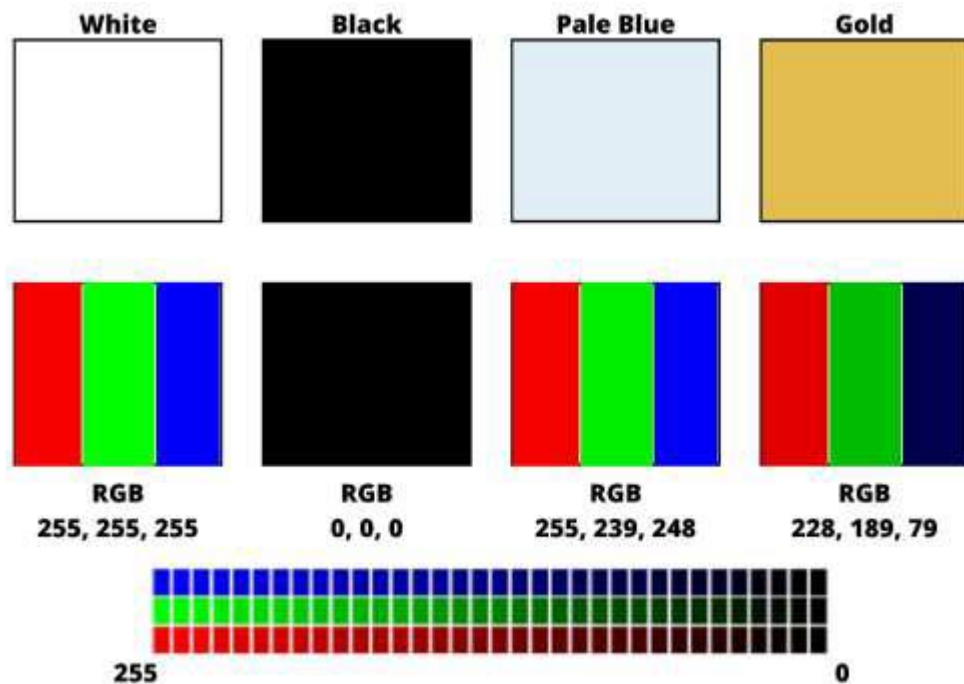 White Black Pale Blue Gold
RGB RGB RGB RGB
255, 255, 255 0, 0, 0 255, 239, 248 228, 189, 79
255 0